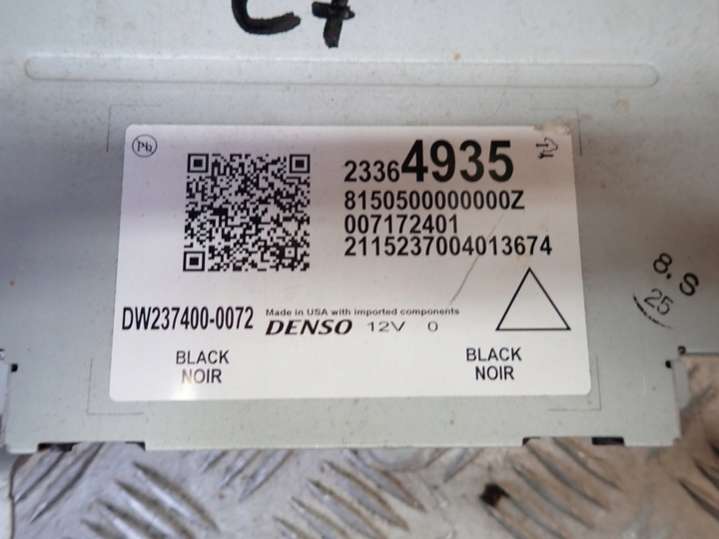 C7
Pb
23364935
8150500000000Z
007172401
2115237004013674
DW237400-0072
Made in USA with imported components
DENSO 12V 0
BLACK
NOIR
BLACK
NOIR
8.S
25